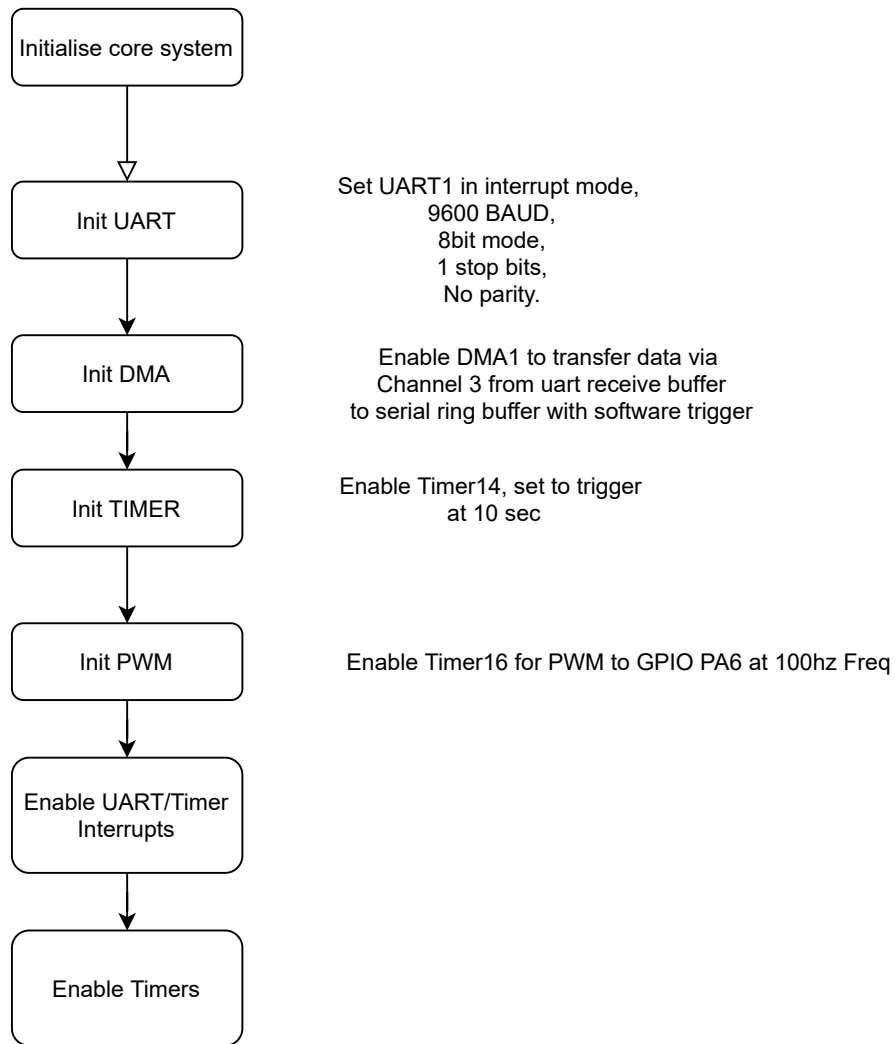 Initialise core system
Init UART
Set UART1 in interrupt mode,
9600 BAUD,
8bit mode,
1 stop bits,
No parity.
Init DMA
Enable DMA1 to transfer data via
Channel 3 from uart receive buffer
to serial ring buffer with software trigger
Init TIMER
Enable Timer14, set to trigger
at 10 sec
Init PWM
Enable Timer16 for PWM to GPIO PA6 at 100hz Freq
Enable UART/Timer
Interrupts
Enable Timers